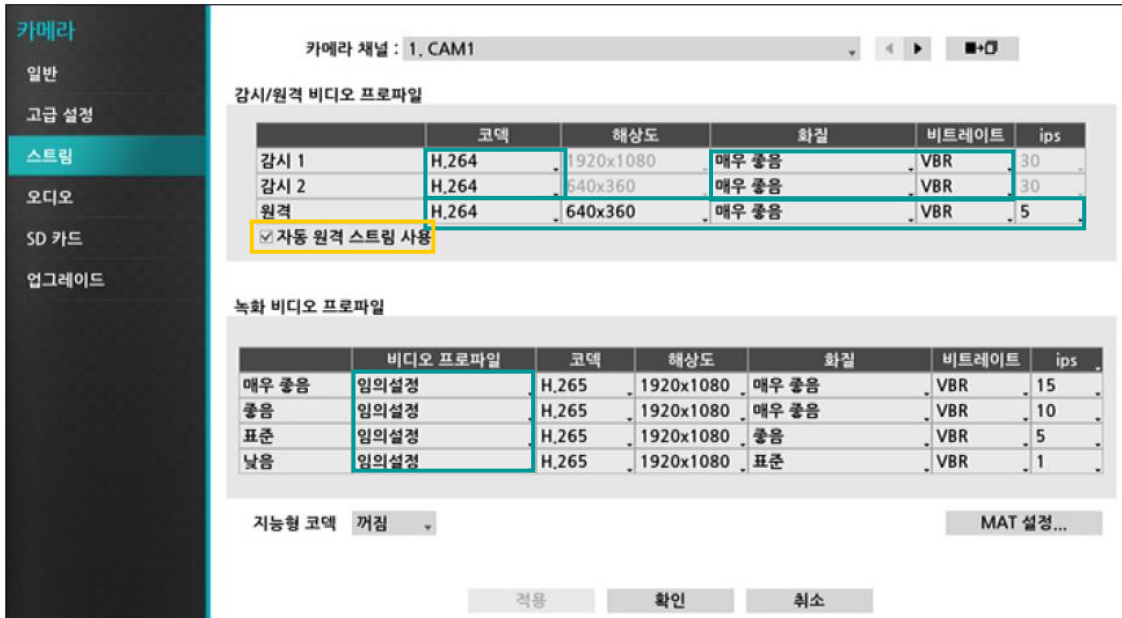 카메라
일반
고급 설정
스트림
오디오
SD 카드
업그레이드
카메라 채널 : 1. CAM1
감시/원격 비디오 프로파일
코덱 해상도 화질 비트레이트 ips
감시 1 H.264 1920x1080 매우 좋음 VBR 30
감시 2 H.264 640x360 매우 좋음 VBR 30
원격 H.264 640x360 매우 좋음 VBR 5
자동 원격 스트림 사용
녹화 비디오 프로파일
비디오 프로파일 코덱 해상도 화질 비트레이트 ips
매우 좋음 임의설정 H.265 1920x1080 매우 좋음 VBR 15
좋음 임의설정 H.265 1920x1080 매우 좋음 VBR 10
표준 임의설정 H.265 1920x1080 좋음 VBR 5
낮음 임의설정 H.265 1920x1080 표준 VBR 1
지능형 코덱 꺼짐
MAT 설정...
적용 확인 취소